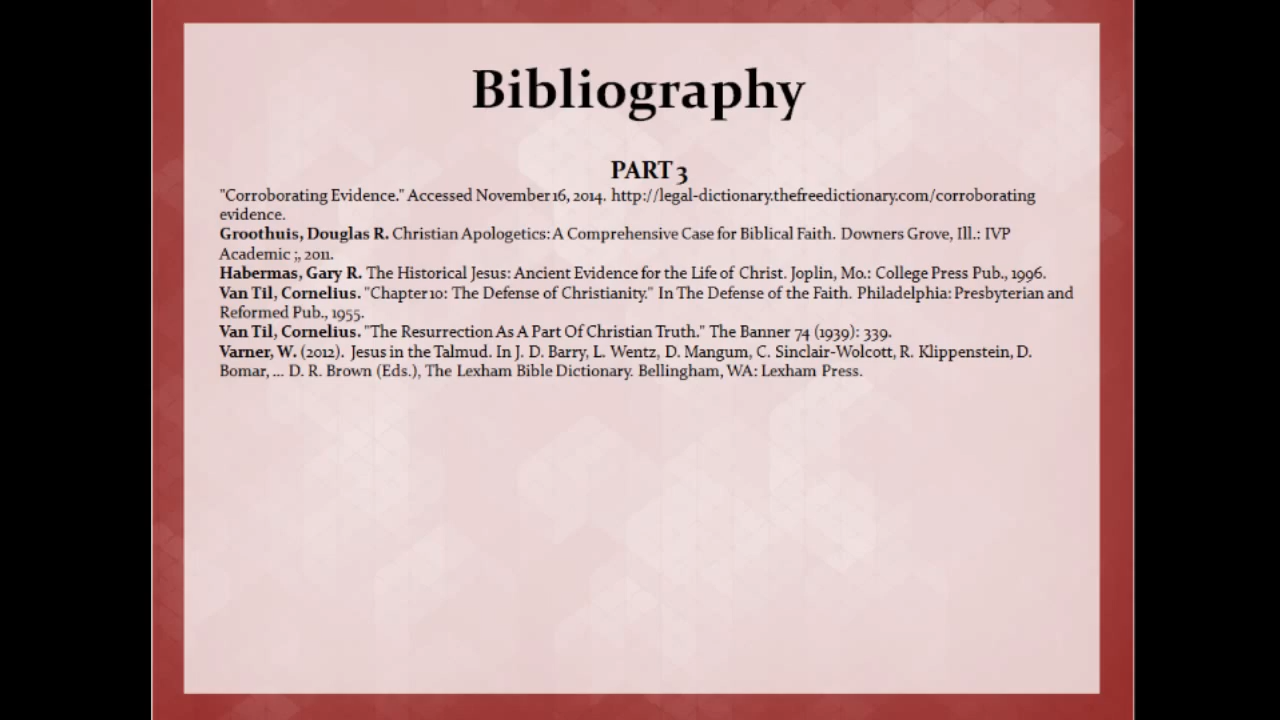 Bibliography
PART 3
"Corroborating Evidence." Accessed November 16, 2014. http://legal-dictionary.thefreedictionary.com/corroborating
evidence.
Groothuis, Douglas R. Christian Apologetics: A Comprehensive Case for Biblical Faith. Downers Grove, Ill.: IVP
Academic ;, 2011.
Habermas, Gary R. The Historical Jesus: Ancient Evidence for the Life of Christ. Joplin, Mo.: College Press Pub., 1996.
Van Til, Cornelius. "Chapter 10: The Defense of Christianity." In The Defense of the Faith. Philadelphia: Presbyterian and
Reformed Pub., 1955.
Van Til, Cornelius. "The Resurrection As A Part Of Christian Truth." The Banner 74 (1939): 339.
Varner, W. (2012). Jesus in the Talmud. In J. D. Barry, L. Wentz, D. Mangum, C. Sinclair-Wolcott, R. Klippenstein, D.
Bomar, ... D. R. Brown (Eds.), The Lexham Bible Dictionary. Bellingham, WA: Lexham Press.